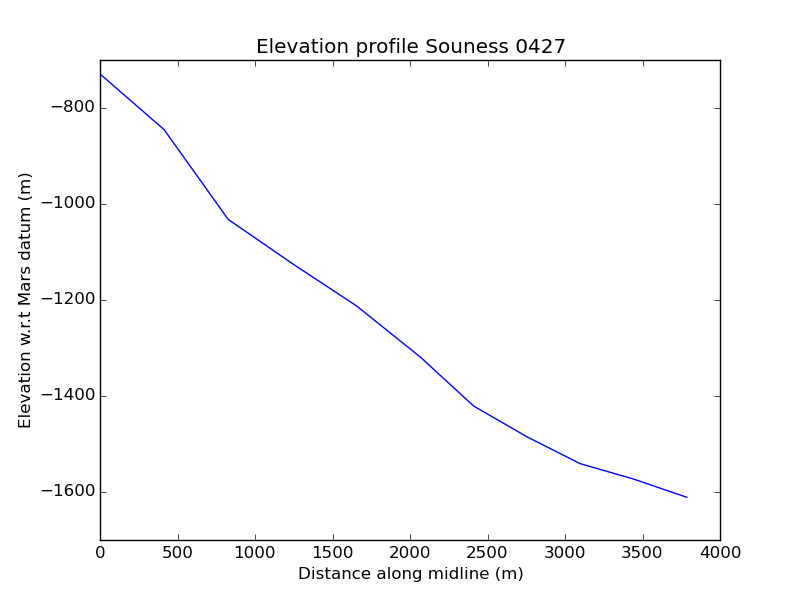 Elevation profile Souness 0427
Elevation w.r.t Mars datum (m)
−800
−1000
−1200
−1400
−1600
0 500 1000 1500 2000 2500 3000 3500 4000
Distance along midline (m)